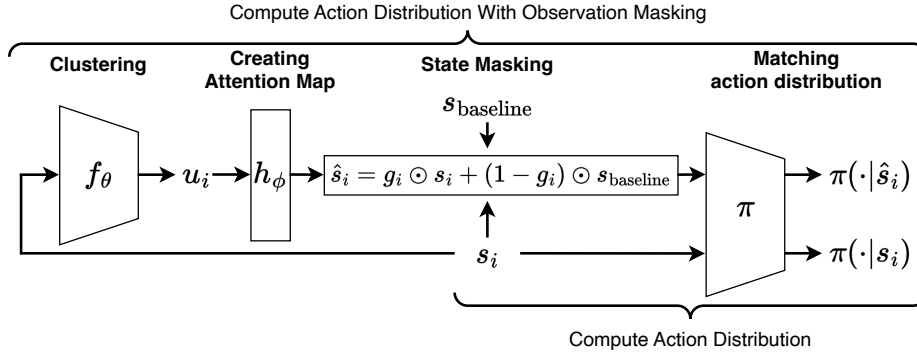 Compute Action Distribution With Observation Masking
Clustering
Creating
Attention Map
State Masking
Matching
action distribution
s_baseline
f_θ
u_i
h_ϕ
ŝ_i = g_i ⊙ s_i + (1 − g_i) ⊙ s_baseline
π
π(·|ŝ_i)
s_i
π(·|s_i)
Compute Action Distribution